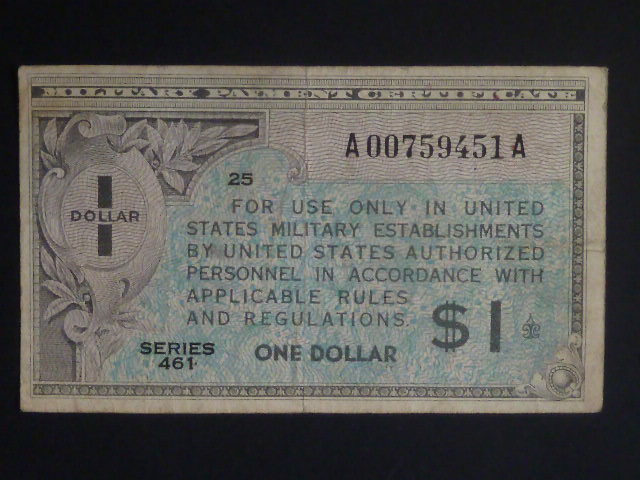 MILITARY PAYMENT CERTIFICATE
A00759451A
25
1
DOLLAR
FOR USE ONLY IN UNITED
STATES MILITARY ESTABLISHMENTS
BY UNITED STATES AUTHORIZED
PERSONNEL IN ACCORDANCE WITH
APPLICABLE RULES
AND REGULATIONS.
$1
SERIES
461
ONE DOLLAR